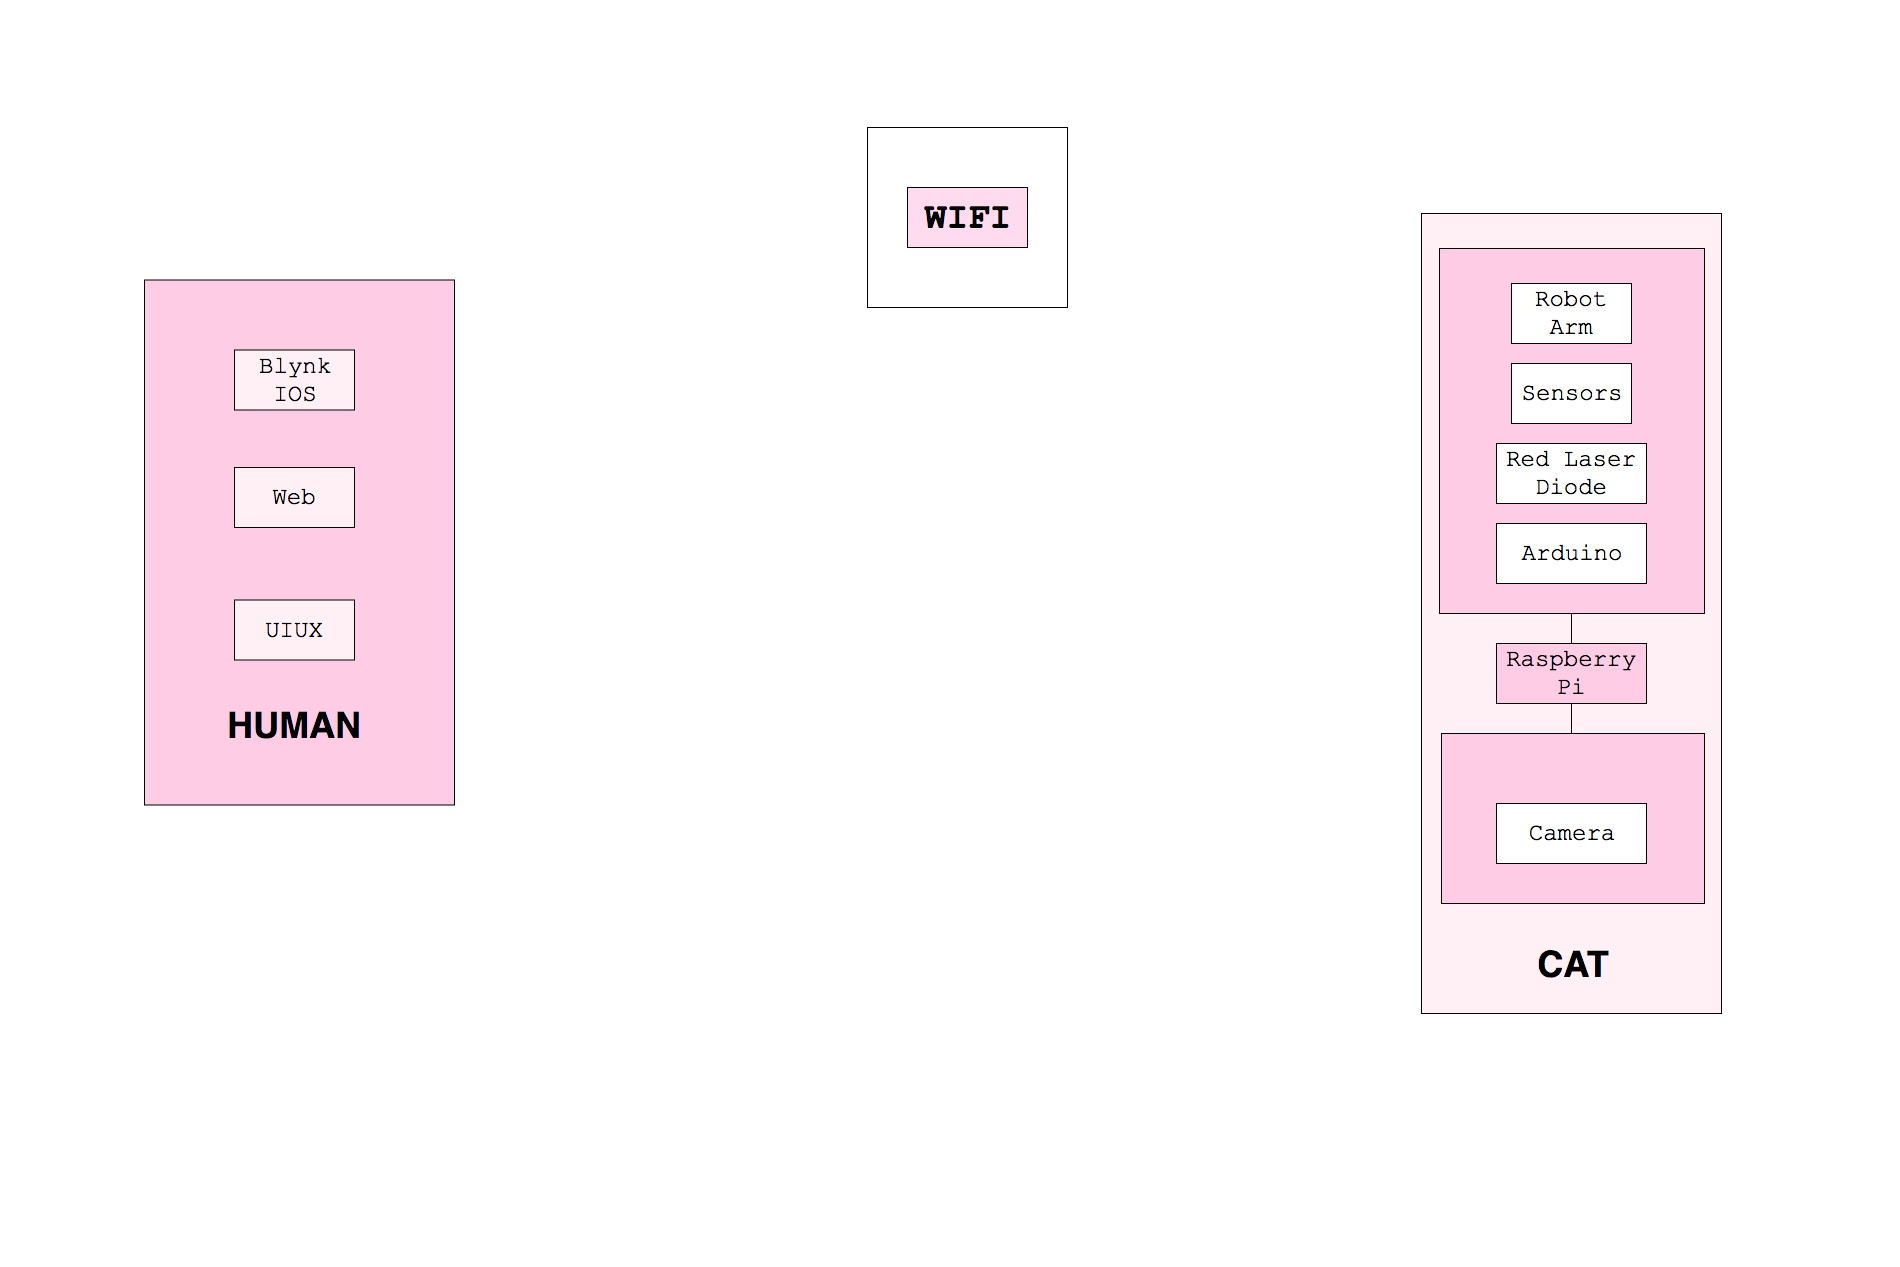 WIFI
Blynk
IOS
Web
UIUX
HUMAN
Robot
Arm
Sensors
Red Laser
Diode
Arduino
Raspberry
Pi
Camera
CAT